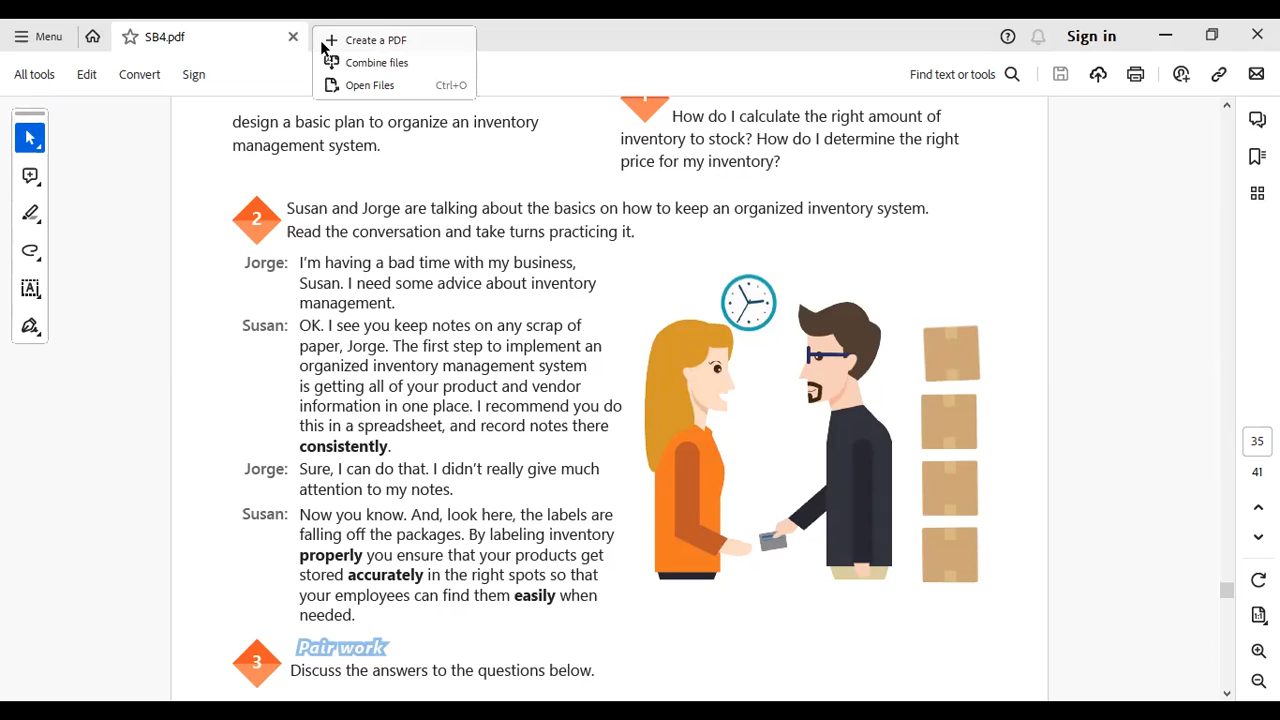 Menu
SB4.pdf
Create a PDF
Sign in
All tools
Edit
Convert
Sign
Combine files
Open Files Ctrl+O
Find text or tools
design a basic plan to organize an inventory
management system.
How do I calculate the right amount of
inventory to stock? How do I determine the right
price for my inventory?
2
Susan and Jorge are talking about the basics on how to keep an organized inventory system.
Read the conversation and take turns practicing it.
Jorge: I'm having a bad time with my business,
Susan. I need some advice about inventory
management.
Susan: OK. I see you keep notes on any scrap of
paper, Jorge. The first step to implement an
organized inventory management system
is getting all of your product and vendor
information in one place. I recommend you do
this in a spreadsheet, and record notes there
consistently.
Jorge: Sure, I can do that. I didn't really give much
attention to my notes.
Susan: Now you know. And, look here, the labels are
falling off the packages. By labeling inventory
properly you ensure that your products get
stored accurately in the right spots so that
your employees can find them easily when
needed.
3
Pair work
Discuss the answers to the questions below.
35
41